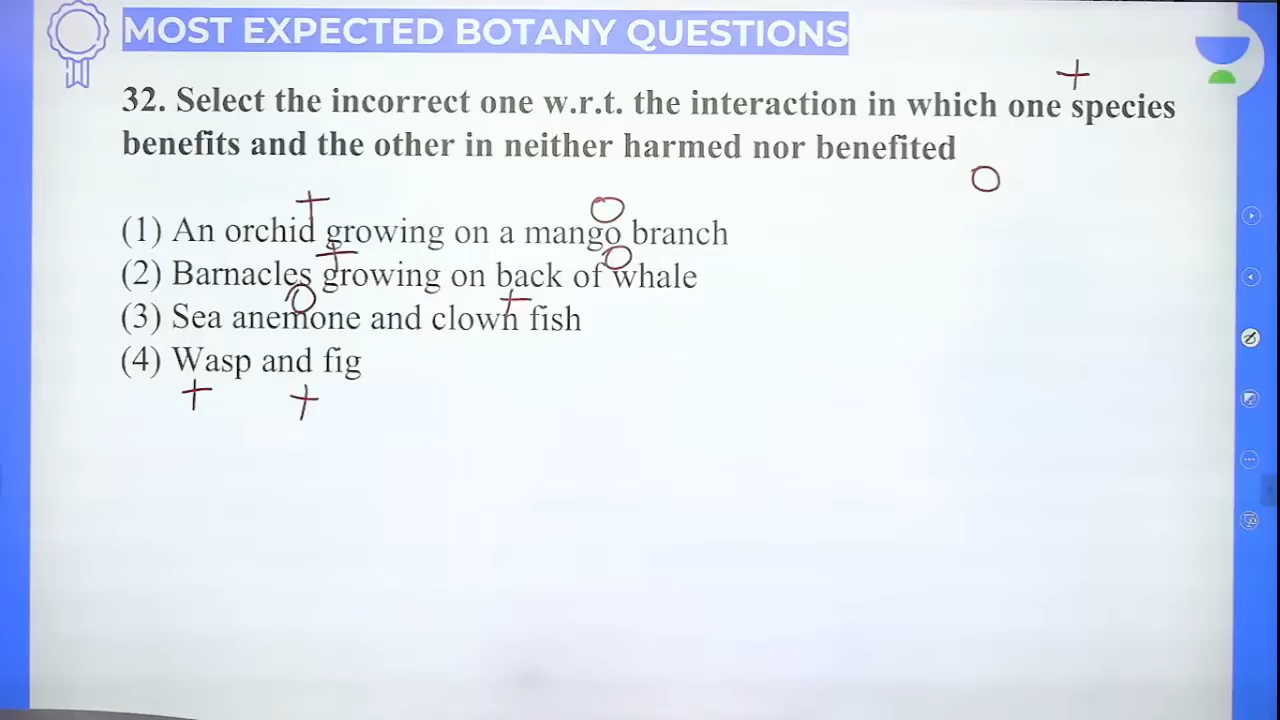 MOST EXPECTED BOTANY QUESTIONS
+
32. Select the incorrect one w.r.t. the interaction in which one species
benefits and the other in neither harmed nor benefited
O
+ O
(1) An orchid growing on a mango branch
+ O
(2) Barnacles growing on back of whale
O +
(3) Sea anemone and clown fish
(4) Wasp and fig
+ +